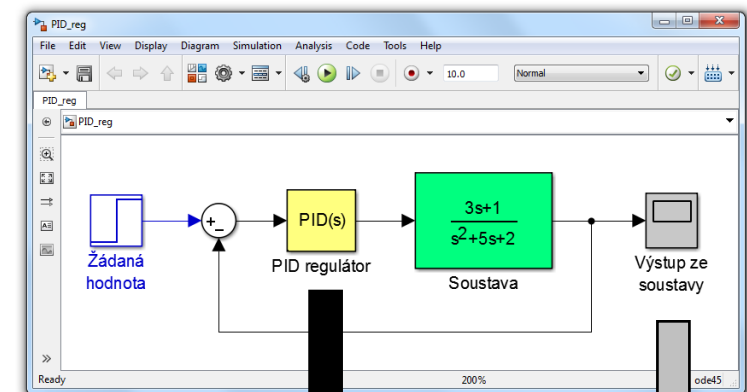 PID_reg
File Edit View Display Diagram Simulation Analysis Code Tools Help
10.0 Normal
PID_reg
PID_reg
+
−
PID(s)
3s+1
s²+5s+2
Žádaná
hodnota
PID regulátor
Soustava
Výstup ze
soustavy
Ready 200% ode45